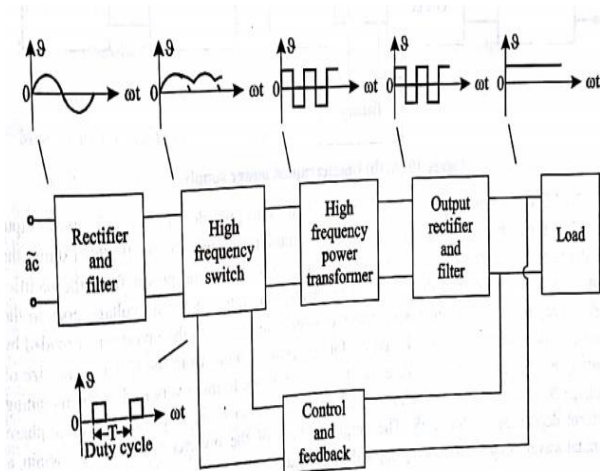 ϑ
0
ωt
ϑ
0
ωt
ϑ
0
ωt
ϑ
0
ωt
ϑ
0
ωt
~
ac
Rectifier
and
filter
High
frequency
switch
High
frequency
power
transformer
Output
rectifier
and
filter
Load
ϑ
0
ωt
T
Duty cycle
Control
and
feedback